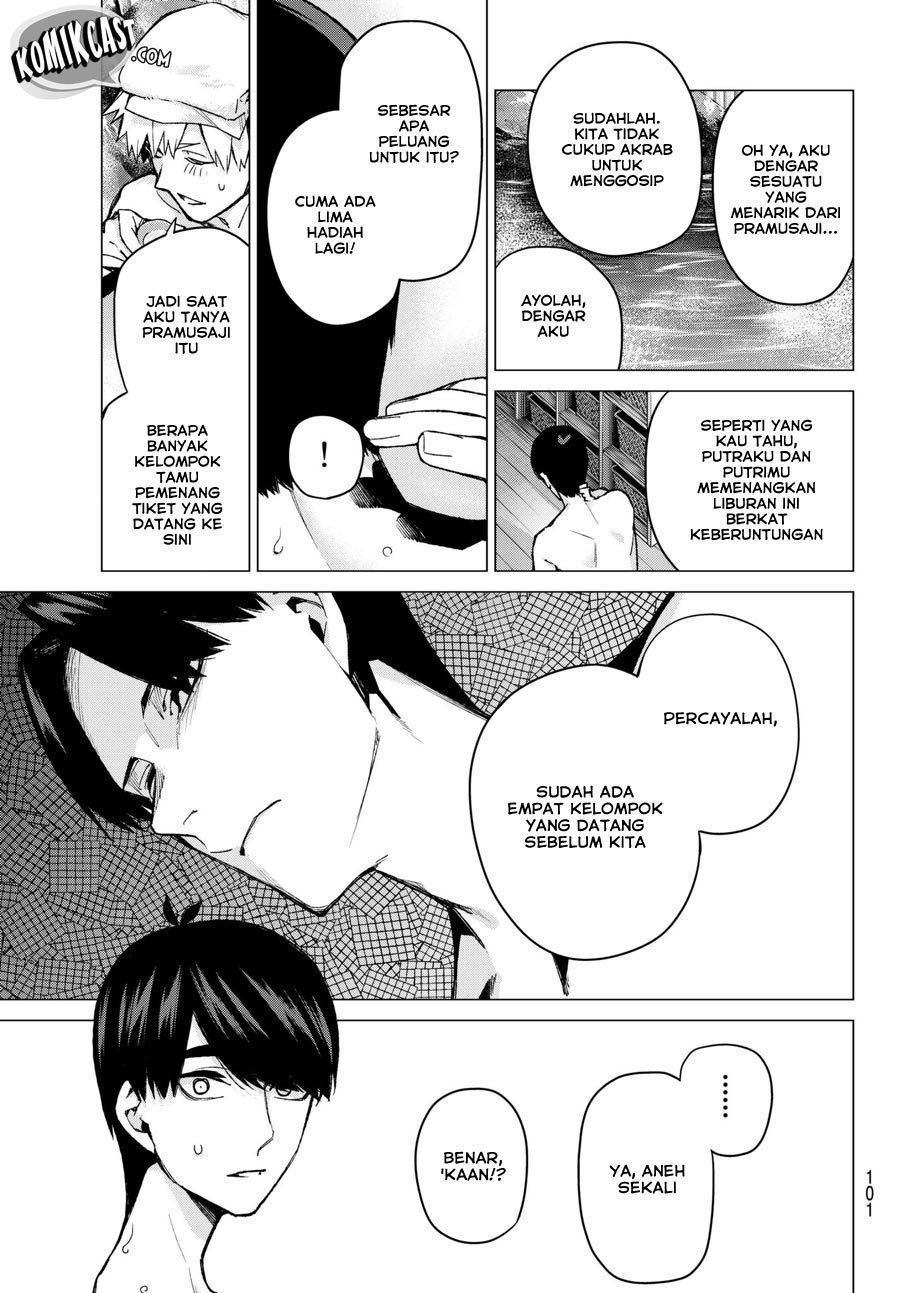 KOMIKCAST
.COM
OH YA, AKU
DENGAR
SESUATU
YANG
MENARIK DARI
PRAMUSAJI...
SUDAHLAH.
KITA TIDAK
CUKUP AKRAB
UNTUK
MENGGOSIP
AYOLAH,
DENGAR
AKU
SEPERTI YANG
KAU TAHU,
PUTRAKU DAN
PUTRIMU
MEMENANGKAN
LIBURAN INI
BERKAT
KEBERUNTUNGAN
SEBESAR
APA
PELUANG
UNTUK ITU?
CUMA ADA
LIMA
HADIAH
LAGI!
!
JADI SAAT
AKU TANYA
PRAMUSAJI
ITU
BERAPA
BANYAK
KELOMPOK
TAMU
PEMENANG
TIKET YANG
DATANG KE
SINI
PERCAYALAH,
SUDAH ADA
EMPAT KELOMPOK
YANG DATANG
SEBELUM KITA
......
YA, ANEH
SEKALI
BENAR,
'KAAN!?
101